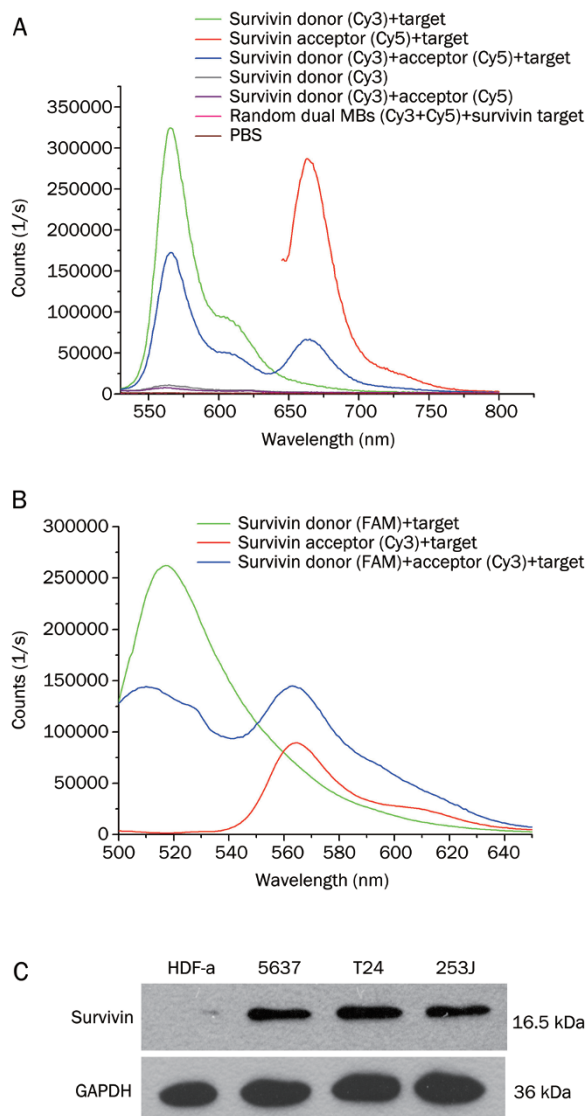 A
Survivin donor (Cy3)+target
Survivin acceptor (Cy5)+target
Survivin donor (Cy3)+acceptor (Cy5)+target
Survivin donor (Cy3)
Survivin donor (Cy3)+acceptor (Cy5)
Random dual MBs (Cy3+Cy5)+survivin target
PBS
350000
300000
250000
200000
150000
100000
50000
0
Counts (1/s)
550 600 650 700 750 800
Wavelength (nm)
B
Survivin donor (FAM)+target
Survivin acceptor (Cy3)+target
Survivin donor (FAM)+acceptor (Cy3)+target
300000
250000
200000
150000
100000
50000
0
Counts (1/s)
500 520 540 560 580 600 620 640
Wavelength (nm)
C
HDF-a 5637 T24 253J
Survivin 16.5 kDa
GAPDH 36 kDa